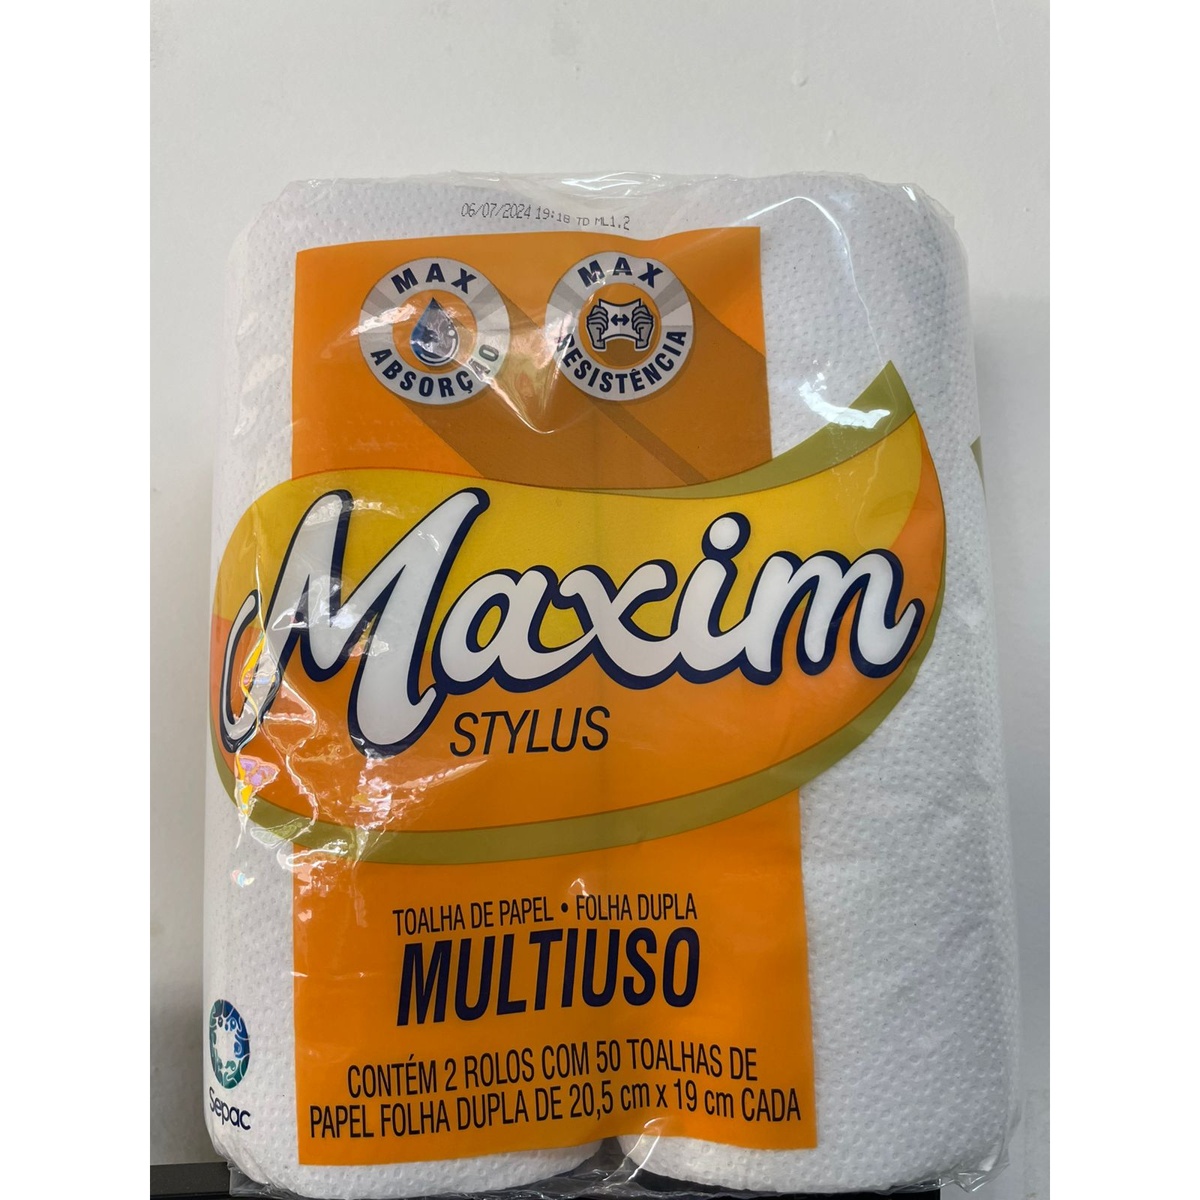 06/07/2024 19:18 TD ML1.2
MAX
ABSORÇÃO
MAX
RESISTÊNCIA
Maxim
STYLUS
TOALHA DE PAPEL • FOLHA DUPLA
MULTIUSO
CONTÉM 2 ROLOS COM 50 TOALHAS DE
PAPEL FOLHA DUPLA DE 20,5 cm x 19 cm CADA
Sepac